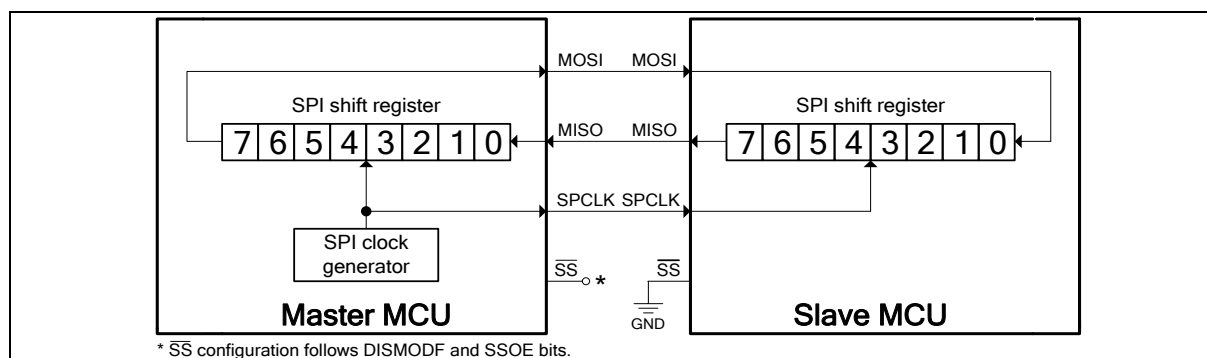 MOSI MOSI
SPI shift register SPI shift register
7 6 5 4 3 2 1 0 MISO MISO 7 6 5 4 3 2 1 0
SPCLK SPCLK
SPI clock
generator
SS * SS
GND
Master MCU Slave MCU
* SS configuration follows DISMODF and SSOE bits.